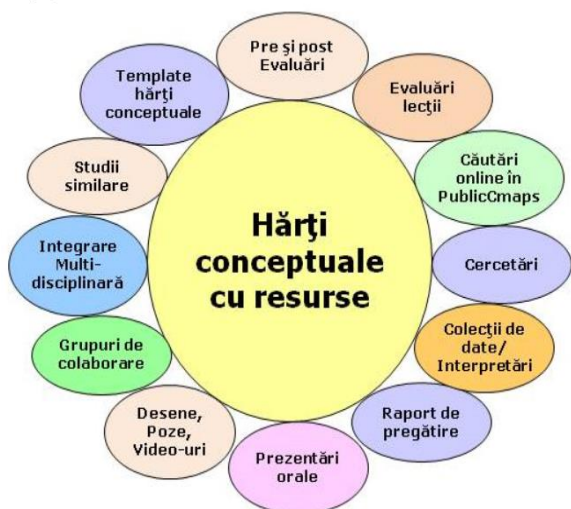 Pre şi post
Evaluări
Evaluări
lecţii
Căutări
online în
PublicCmaps
Cercetări
Colecţii de
date/
Interpretări
Raport de
pregătire
Prezentări
orale
Desene,
Poze,
Video-uri
Grupuri de
colaborare
Integrare
Multi-
disciplinară
Studii
similare
Template
hărţi
conceptuale
Hărţi
conceptuale
cu resurse